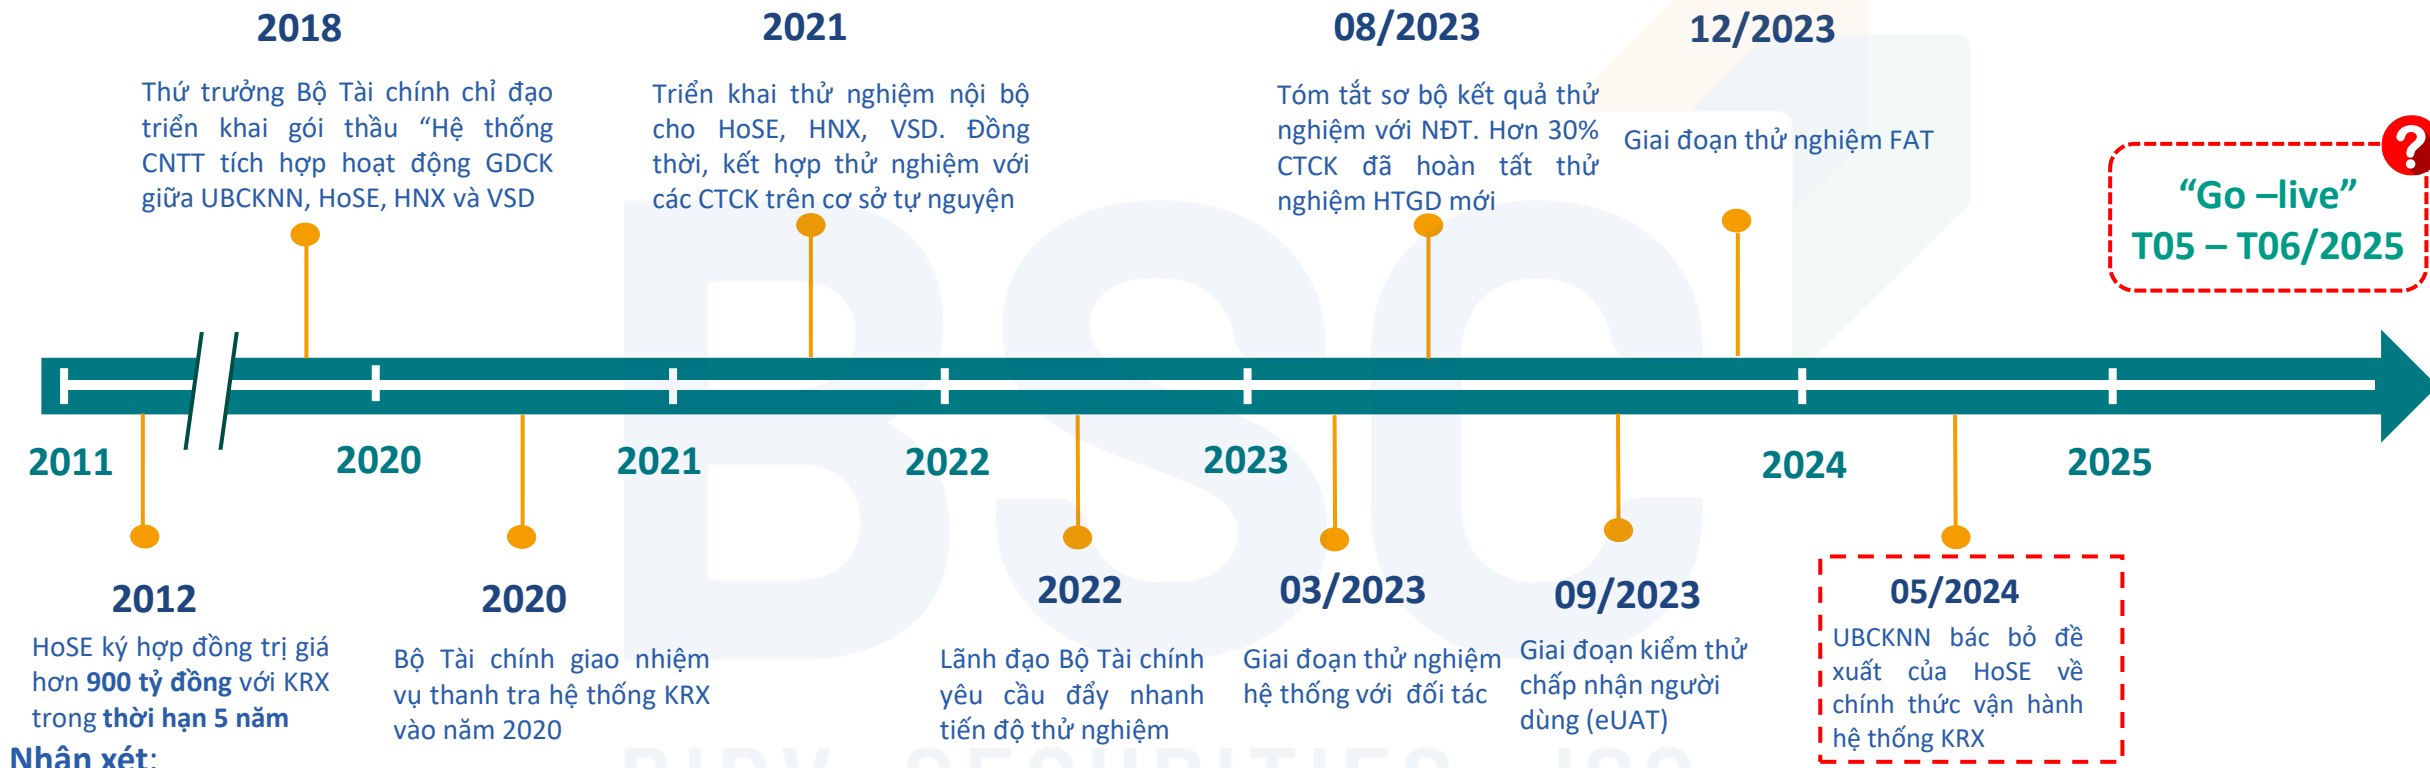 2018
Thứ trưởng Bộ Tài chính chỉ đạo
triển khai gói thầu “Hệ thống
CNTT tích hợp hoạt động GDCK
giữa UBCKNN, HoSE, HNX và VSD
2021
Triển khai thử nghiệm nội bộ
cho HoSE, HNX, VSD. Đồng
thời, kết hợp thử nghiệm với
các CTCK trên cơ sở tự nguyện
08/2023
Tóm tắt sơ bộ kết quả thử
nghiệm với NĐT. Hơn 30%
CTCK đã hoàn tất thử
nghiệm HTGD mới
12/2023
Giai đoạn thử nghiệm FAT
?
“Go –live”
T05 – T06/2025
2011
2020
2021
2022
2023
2024
2025
2012
HoSE ký hợp đồng trị giá
hơn 900 tỷ đồng với KRX
trong thời hạn 5 năm
2020
Bộ Tài chính giao nhiệm
vụ thanh tra hệ thống KRX
vào năm 2020
2022
Lãnh đạo Bộ Tài chính
yêu cầu đẩy nhanh
tiến độ thử nghiệm
03/2023
Giai đoạn thử nghiệm
hệ thống với đối tác
09/2023
Giai đoạn kiểm thử
chấp nhận người
dùng (eUAT)
05/2024
UBCKNN bác bỏ đề
xuất của HoSE về
chính thức vận hành
hệ thống KRX
Nhận xét:
BSC
BIDV SECURITIES JSC